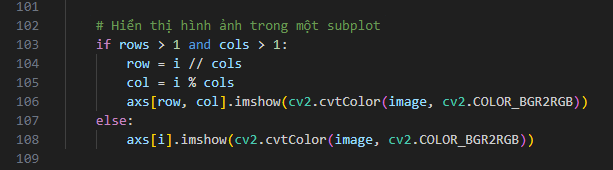 101
102 # Hiển thị hình ảnh trong một subplot
103 if rows > 1 and cols > 1:
104 row = i // cols
105 col = i % cols
106 axs[row, col].imshow(cv2.cvtColor(image, cv2.COLOR_BGR2RGB))
107 else:
108 axs[i].imshow(cv2.cvtColor(image, cv2.COLOR_BGR2RGB))
109